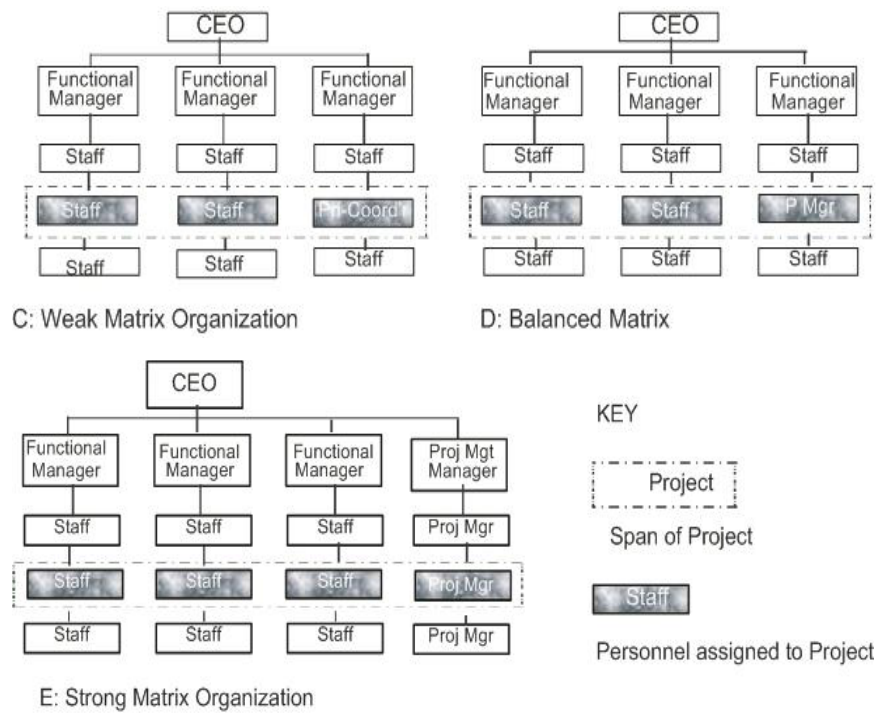 CEO
Functional Manager
Functional Manager
Functional Manager
Staff
Staff
Staff
Staff
Staff
Pri-Coord'r
Staff
Staff
Staff
C: Weak Matrix Organization
CEO
Functional Manager
Functional Manager
Functional Manager
Staff
Staff
Staff
Staff
Staff
P Mgr
Staff
Staff
Staff
D: Balanced Matrix
CEO
Functional Manager
Functional Manager
Functional Manager
Proj Mgt Manager
Staff
Staff
Staff
Proj Mgr
Staff
Staff
Staff
Proj Mgr
Staff
Staff
Staff
Proj Mgr
E: Strong Matrix Organization
KEY
Project
Span of Project
Staff
Personnel assigned to Project